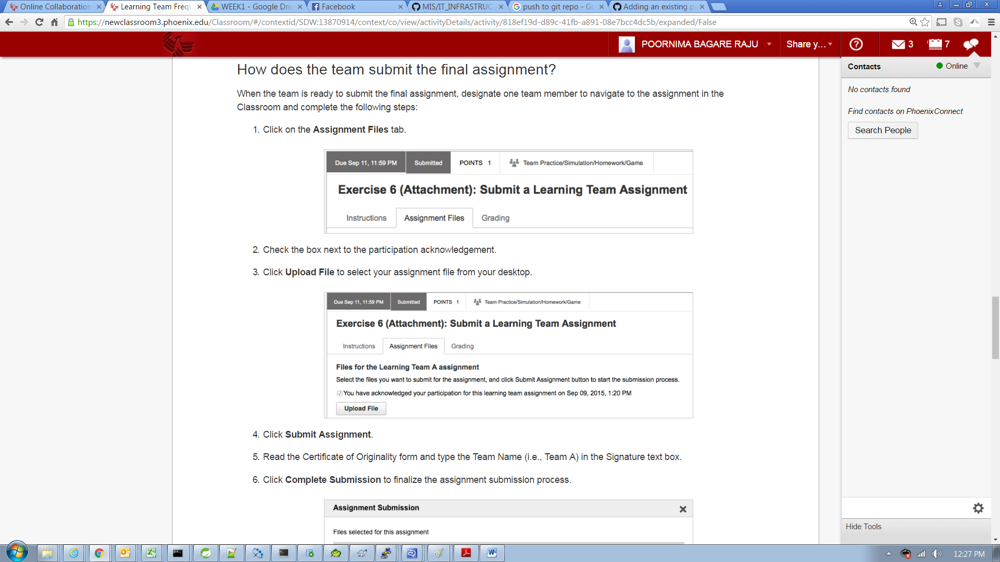 Online Collaboration
Learning Team Frequ
WEEK1 - Google Driv
Facebook
MIS/IT_INFRASTRUC
push to git repo - Go
Adding an existing p
https://newclassroom3.phoenix.edu/Classroom/#/contextid/SDW:13870914/context/co/view/activityDetails/activity/818ef19d-d89c-41fb-a891-08e7bcc4dc5b/expanded/False
POORNIMA BAGARE RAJU
Share y...
3
7
How does the team submit the final assignment?
When the team is ready to submit the final assignment, designate one team member to navigate to the assignment in the
Classroom and complete the following steps:
1. Click on the Assignment Files tab.
Due Sep 11, 11:59 PM Submitted POINTS 1 Team Practice/Simulation/Homework/Game
Exercise 6 (Attachment): Submit a Learning Team Assignment
Instructions Assignment Files Grading
2. Check the box next to the participation acknowledgement.
3. Click Upload File to select your assignment file from your desktop.
Due Sep 11, 11:59 PM Submitted POINTS 1 Team Practice/Simulation/Homework/Game
Exercise 6 (Attachment): Submit a Learning Team Assignment
Instructions Assignment Files Grading
Files for the Learning Team A assignment
Select the files you want to submit for the assignment, and click Submit Assignment button to start the submission process.
You have acknowledged your participation for this learning team assignment on Sep 09, 2015, 1:20 PM
Upload File
4. Click Submit Assignment.
5. Read the Certificate of Originality form and type the Team Name (i.e., Team A) in the Signature text box.
6. Click Complete Submission to finalize the assignment submission process.
Assignment Submission
Files selected for this assignment
Contacts
Online
No contacts found
Find contacts on PhoenixConnect
Search People
Hide Tools
12:27 PM